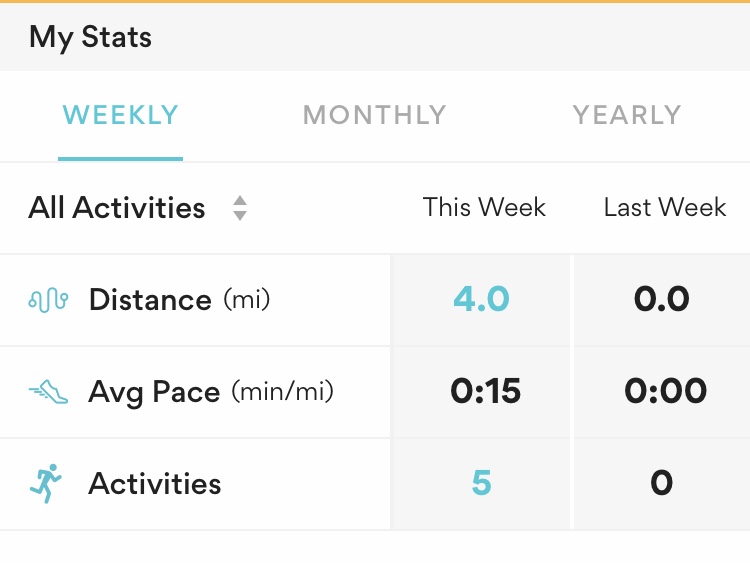 My Stats
WEEKLY MONTHLY YEARLY
All Activities This Week Last Week
Distance (mi) 4.0 0.0
Avg Pace (min/mi) 0:15 0:00
Activities 5 0